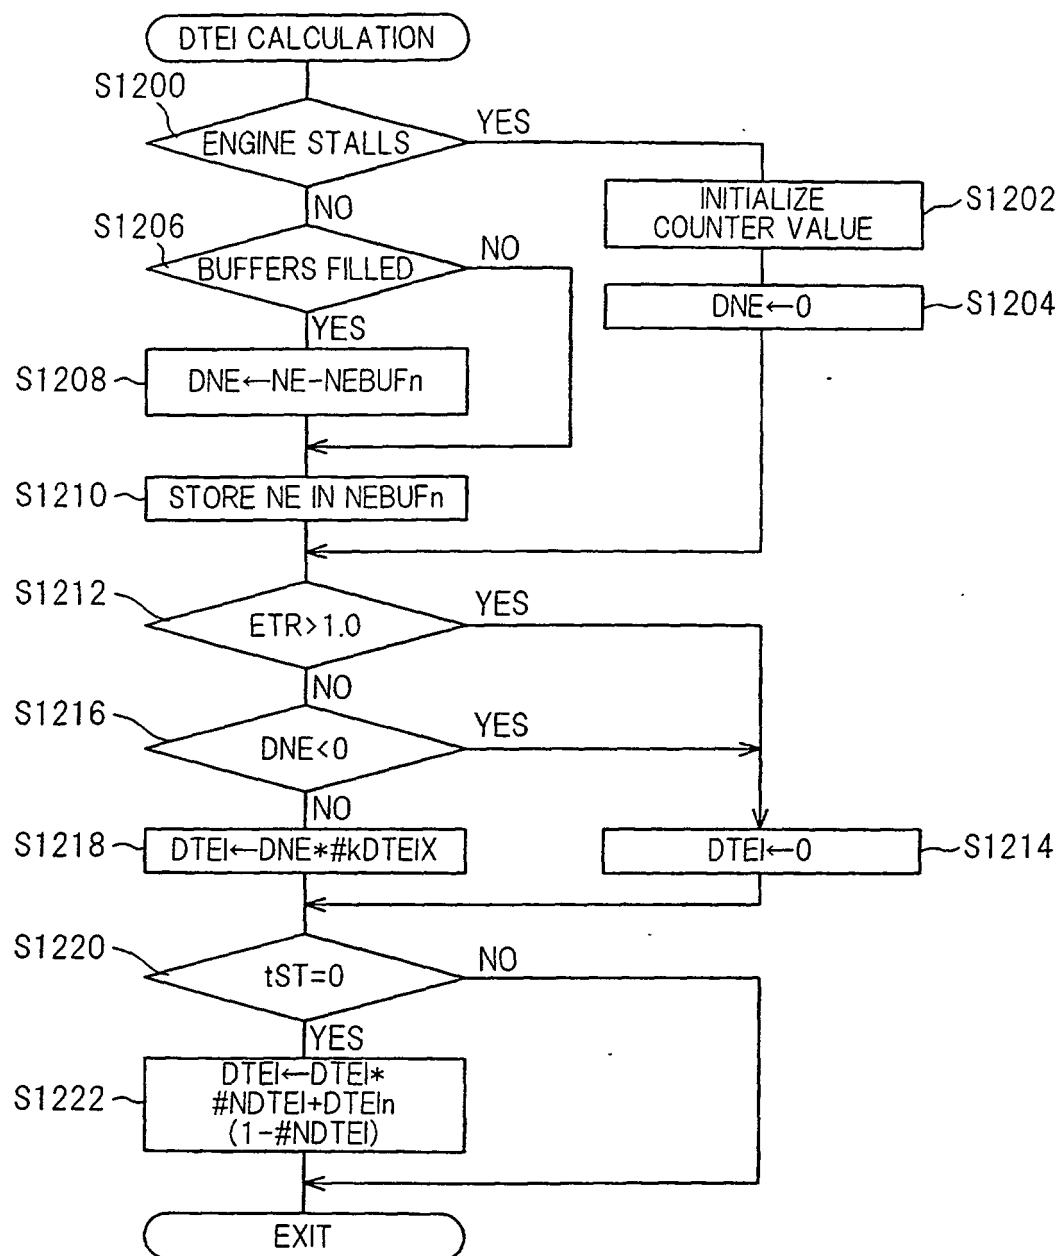 DTEI CALCULATION
S1200
ENGINE STALLS
YES
INITIALIZE
COUNTER VALUE
S1202
NO
S1206
BUFFERS FILLED
NO
DNE←0
S1204
YES
S1208
DNE←NE-NEBUFn
S1210
STORE NE IN NEBUFn
S1212
ETR>1.0
YES
NO
S1216
DNE<0
YES
NO
S1218
DTEI←DNE*#kDTEIX
DTEI←0
S1214
S1220
tST=0
NO
YES
S1222
DTEI←DTEI*
#NDTEI+DTEIn
(1-#NDTEI)
EXIT